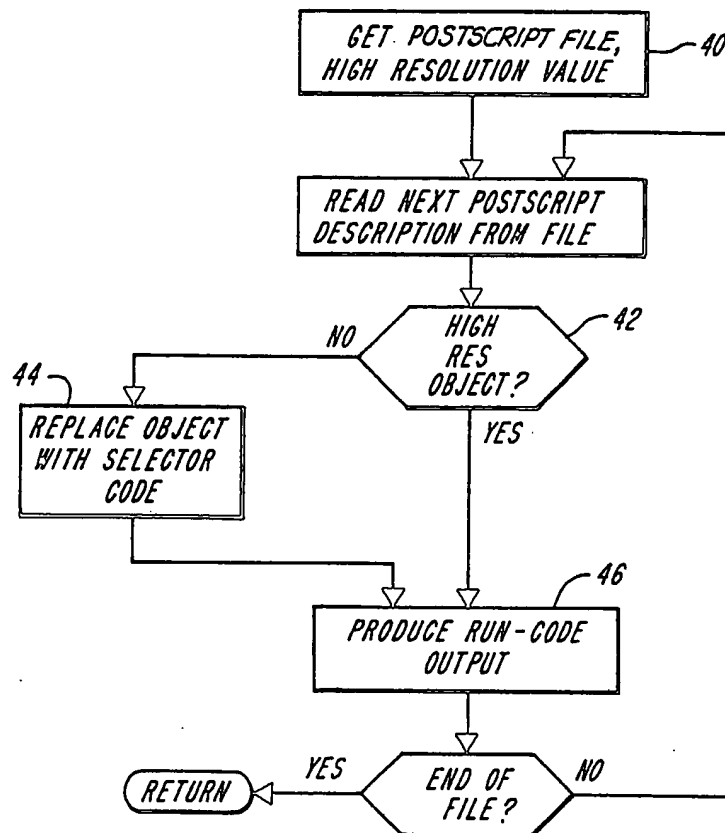 GET POSTSCRIPT FILE,
HIGH RESOLUTION VALUE
40
READ NEXT POSTSCRIPT
DESCRIPTION FROM FILE
HIGH
RES
OBJECT?
42
NO
YES
44
REPLACE OBJECT
WITH SELECTOR
CODE
46
PRODUCE RUN-CODE
OUTPUT
END OF
FILE?
YES
NO
RETURN